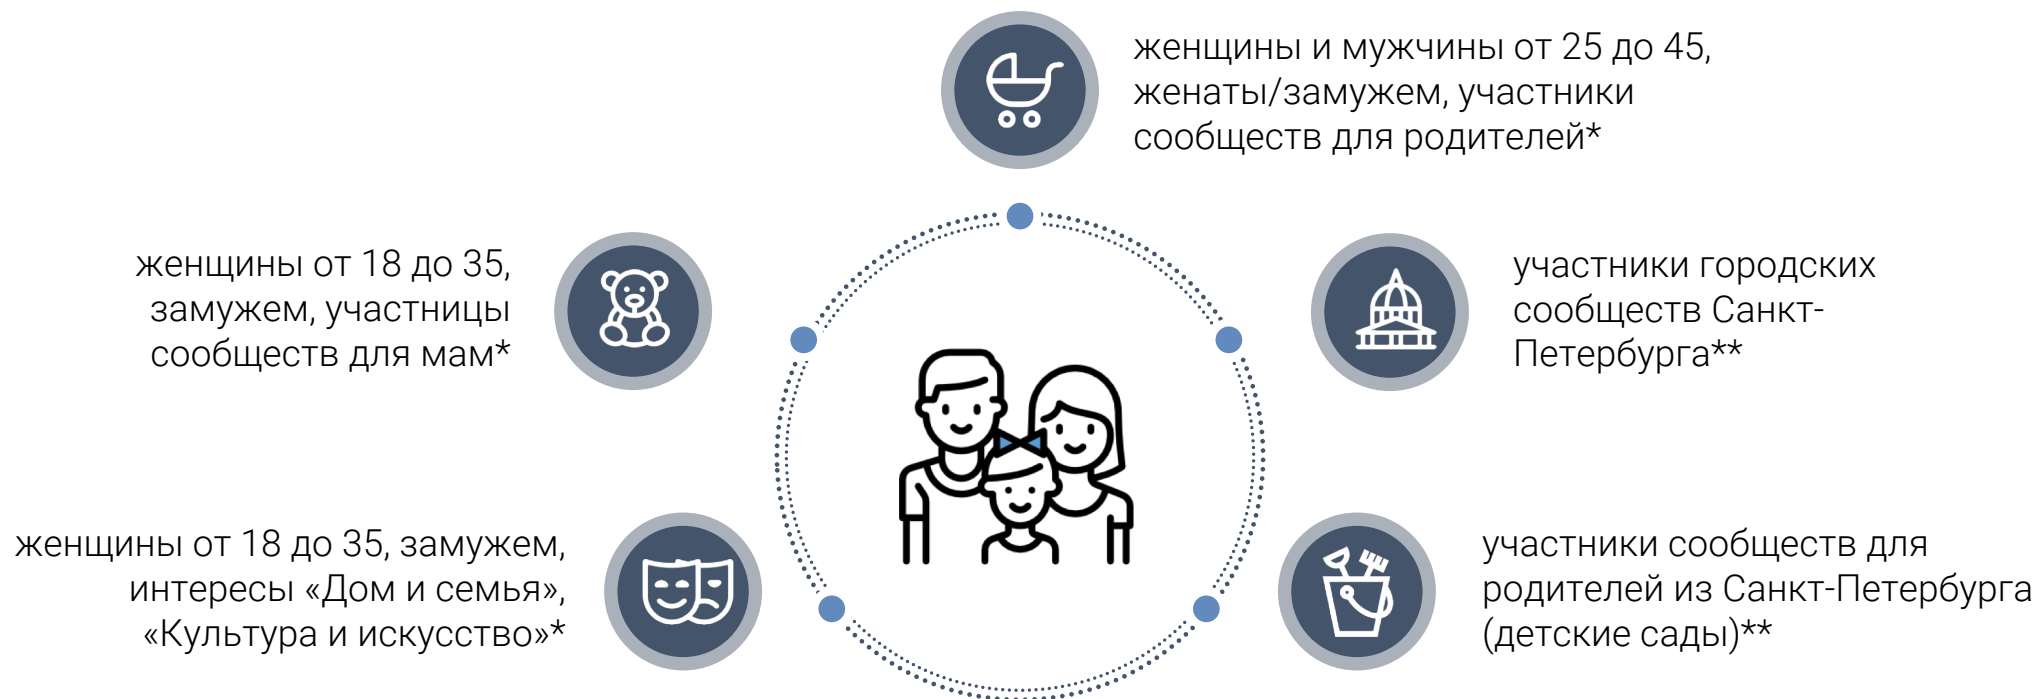 женщины и мужчины от 25 до 45,
женаты/замужем, участники
сообществ для родителей*
женщины от 18 до 35,
замужем, участницы
сообществ для мам*
участники городских
сообществ Санкт-
Петербурга**
женщины от 18 до 35, замужем,
интересы «Дом и семья»,
«Культура и искусство»*
участники сообществ для
родителей из Санкт-Петербурга
(детские сады)**